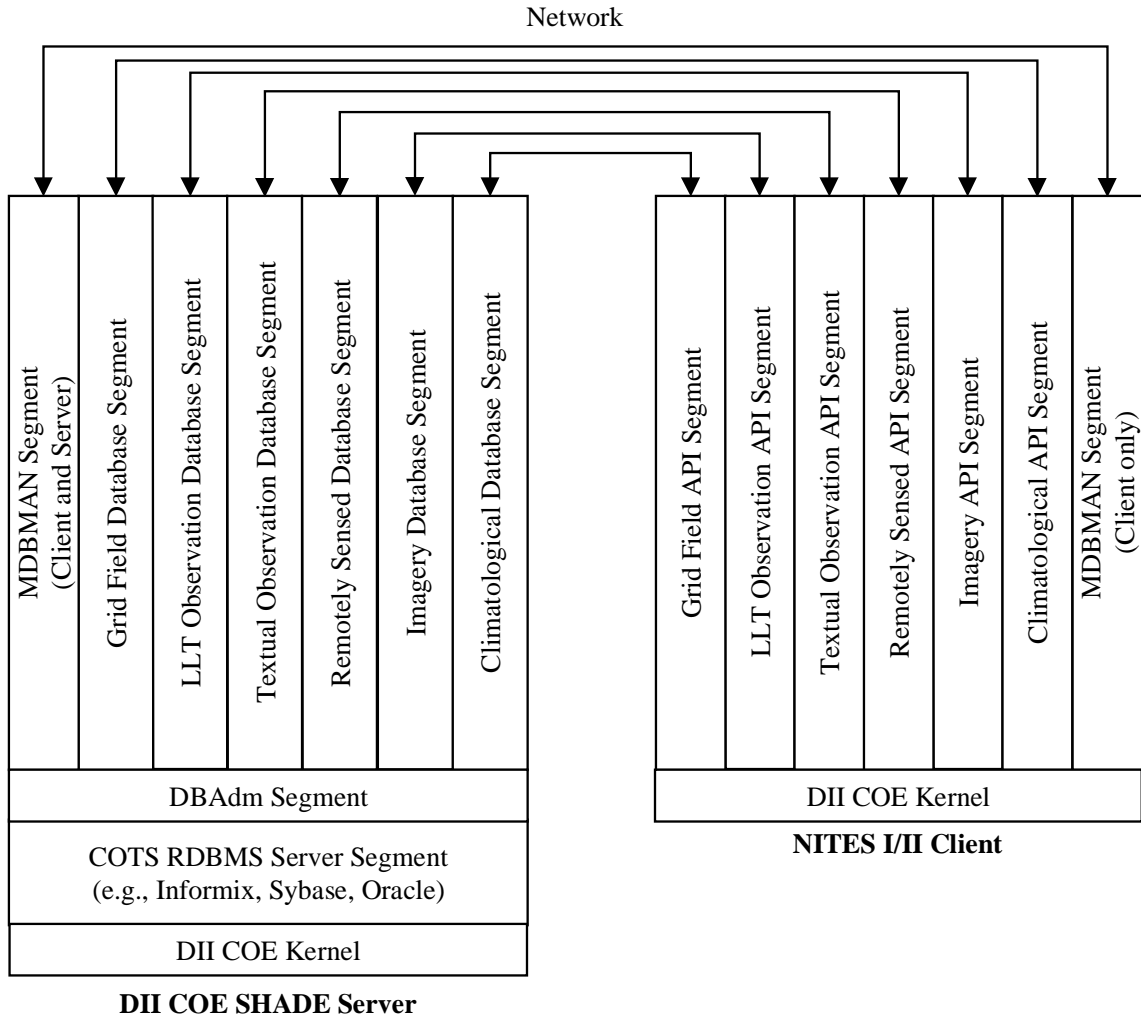 Network
MDBMAN Segment
(Client and Server)
Grid Field Database Segment
LLT Observation Database Segment
Textual Observation Database Segment
Remotely Sensed Database Segment
Imagery Database Segment
Climatological Database Segment
Grid Field API Segment
LLT Observation API Segment
Textual Observation API Segment
Remotely Sensed API Segment
Imagery API Segment
Climatological API Segment
MDBMAN Segment
(Client only)
DBAdm Segment
COTS RDBMS Server Segment
(e.g., Informix, Sybase, Oracle)
DII COE Kernel
DII COE SHADE Server
DII COE Kernel
NITES I/II Client